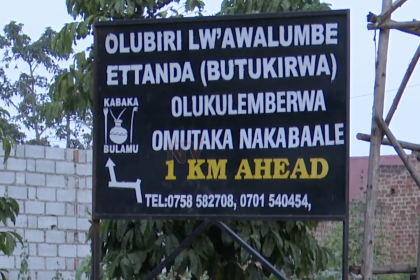 OLUBIRI LW'AWALUMBE
ETTANDA (BUTUKIRWA)
KABAKA
BULAMU
OLUKULEMBERWA
OMUTAKA NAKABAALE
1 KM AHEAD
TEL:0758 582708, 0701 540454,